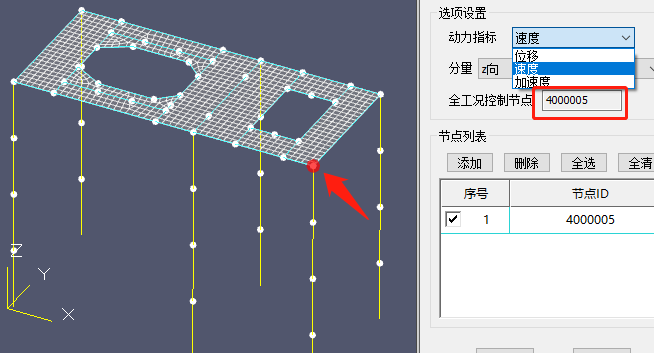 选项设置
动力指标 速度
位移
分量 z向 速度
加速度
全工况控制节点 4000005
节点列表
添加 删除 全选 全清
序号 节点ID
1 4000005
Z
Y
X